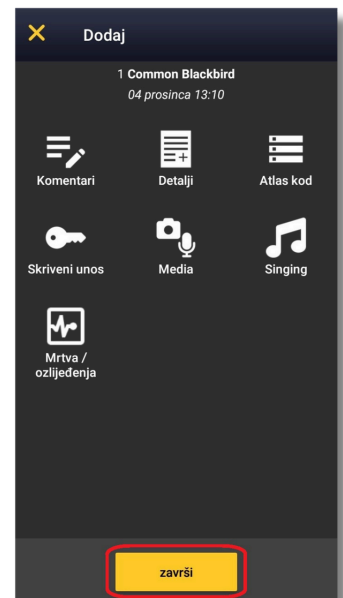 Dodaj
1 Common Blackbird
04 prosinca 13:10
Komentari
Detalji
Atlas kod
Skriveni unos
Media
Singing
Mrtva /
ozlijeđenja
završi